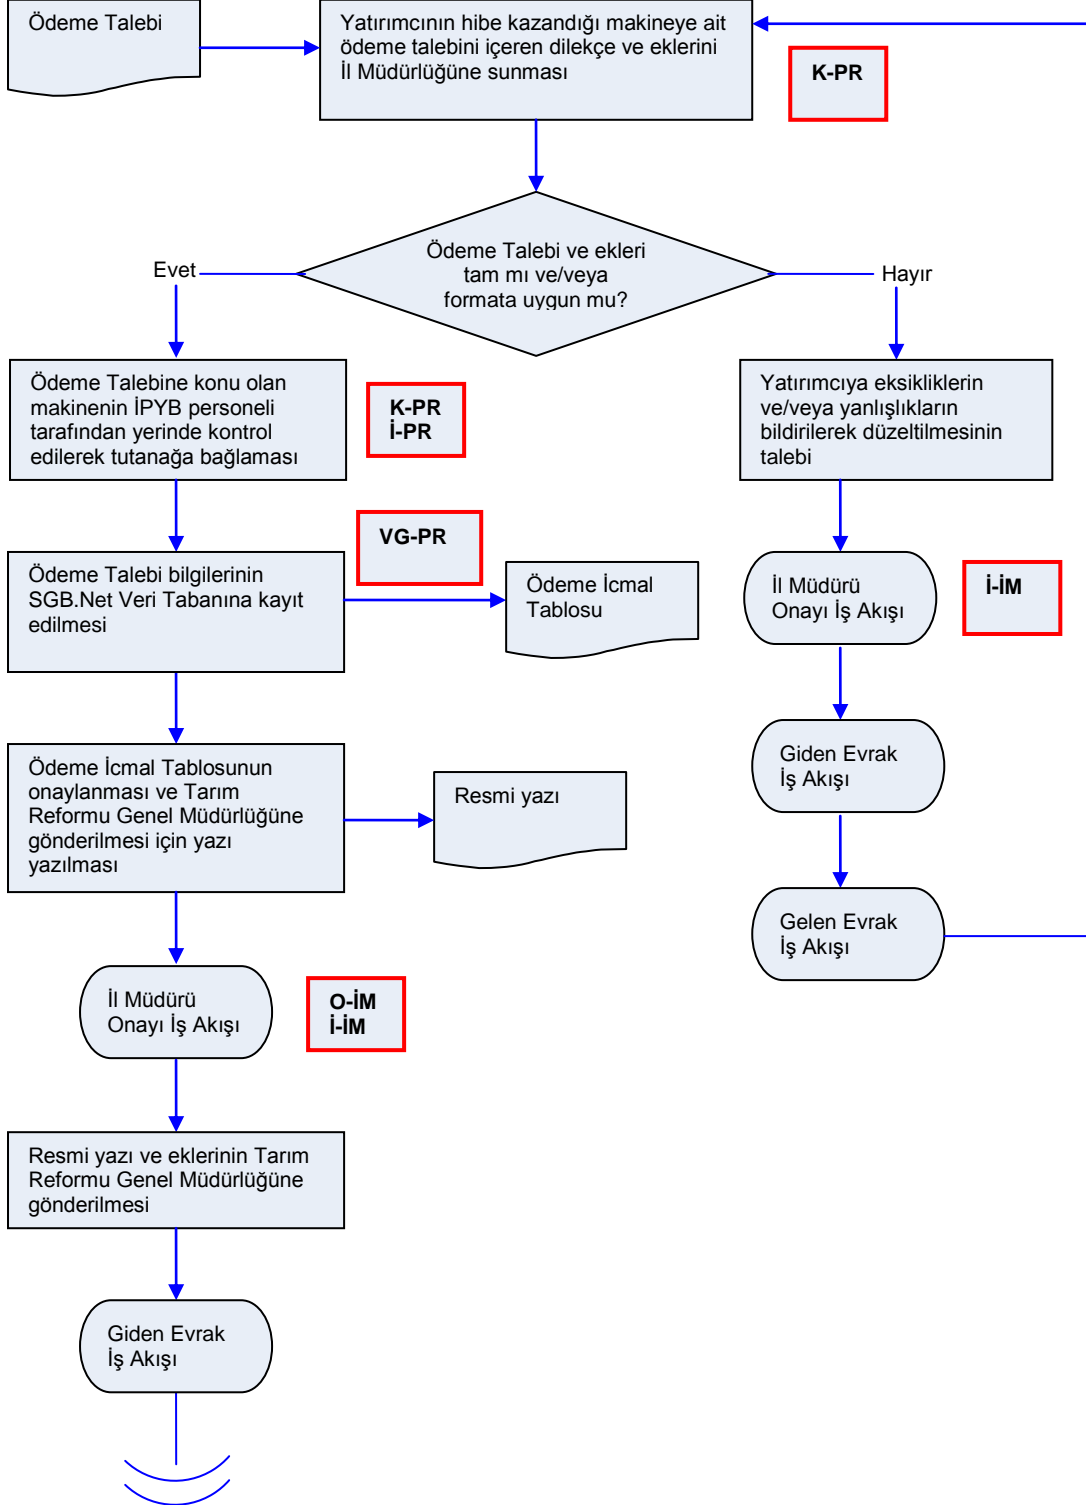 Ödeme Talebi
Yatırımcının hibe kazandığı makineye ait
ödeme talebini içeren dilekçe ve eklerini
İl Müdürlüğüne sunması
K-PR
Ödeme Talebi ve ekleri
tam mı ve/veya
formata uygun mu?
Evet
Hayır
Ödeme Talebine konu olan
makinenin İPYB personeli
tarafından yerinde kontrol
edilerek tutanağa bağlaması
K-PR
İ-PR
Yatırımcıya eksikliklerin
ve/veya yanlışlıkların
bildirilerek düzeltilmesinin
talebi
VG-PR
Ödeme Talebi bilgilerinin
SGB.Net Veri Tabanına kayıt
edilmesi
Ödeme İcmal
Tablosu
İl Müdürü
Onayı İş Akışı
İ-İM
Ödeme İcmal Tablosunun
onaylanması ve Tarım
Reformu Genel Müdürlüğüne
gönderilmesi için yazı
yazılması
Resmi yazı
Giden Evrak
İş Akışı
Gelen Evrak
İş Akışı
İl Müdürü
Onayı İş Akışı
O-İM
İ-İM
Resmi yazı ve eklerinin Tarım
Reformu Genel Müdürlüğüne
gönderilmesi
Giden Evrak
İş Akışı